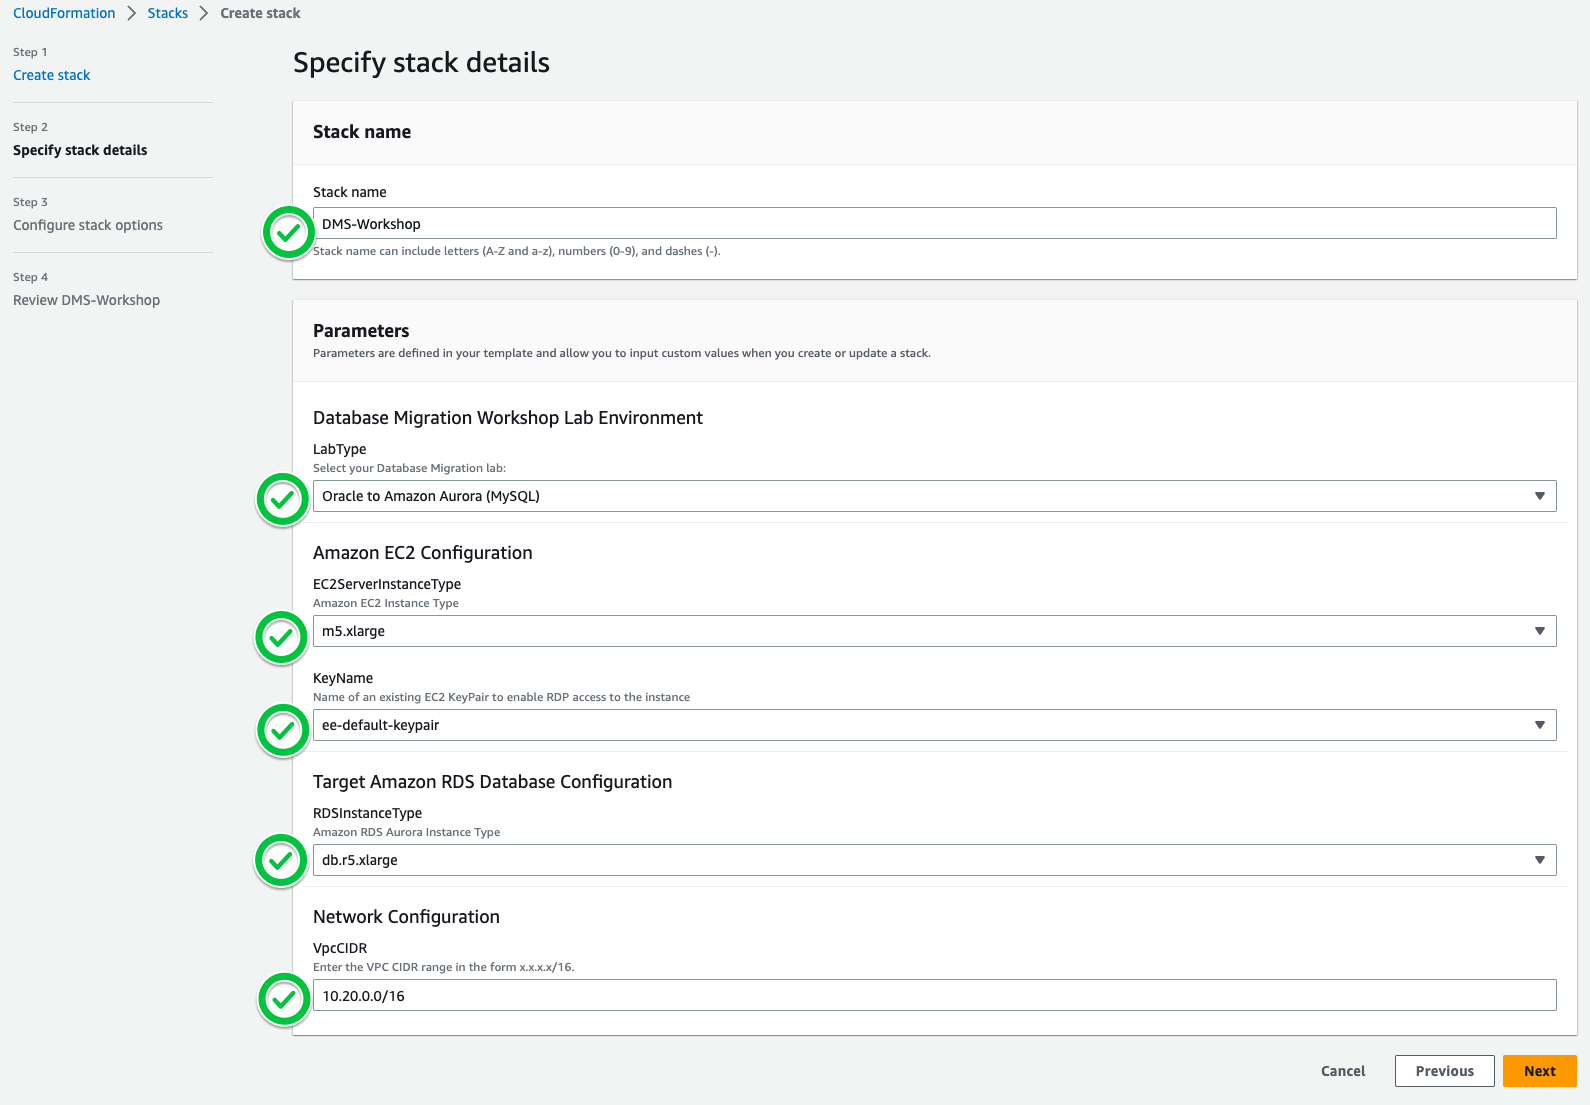 CloudFormation > Stacks > Create stack
Step 1
Create stack
Step 2
Specify stack details
Step 3
Configure stack options
Step 4
Review DMS-Workshop
Specify stack details
Stack name
Stack name
DMS-Workshop
Stack name can include letters (A-Z and a-z), numbers (0-9), and dashes (-).
Parameters
Parameters are defined in your template and allow you to input custom values when you create or update a stack.
Database Migration Workshop Lab Environment
LabType
Select your Database Migration lab:
Oracle to Amazon Aurora (MySQL)
Amazon EC2 Configuration
EC2ServerInstanceType
Amazon EC2 Instance Type
m5.xlarge
KeyName
Name of an existing EC2 KeyPair to enable RDP access to the instance
ee-default-keypair
Target Amazon RDS Database Configuration
RDSInstanceType
Amazon RDS Aurora Instance Type
db.r5.xlarge
Network Configuration
VpcCIDR
Enter the VPC CIDR range in the form x.x.x.x/16.
10.20.0.0/16
Cancel Previous Next